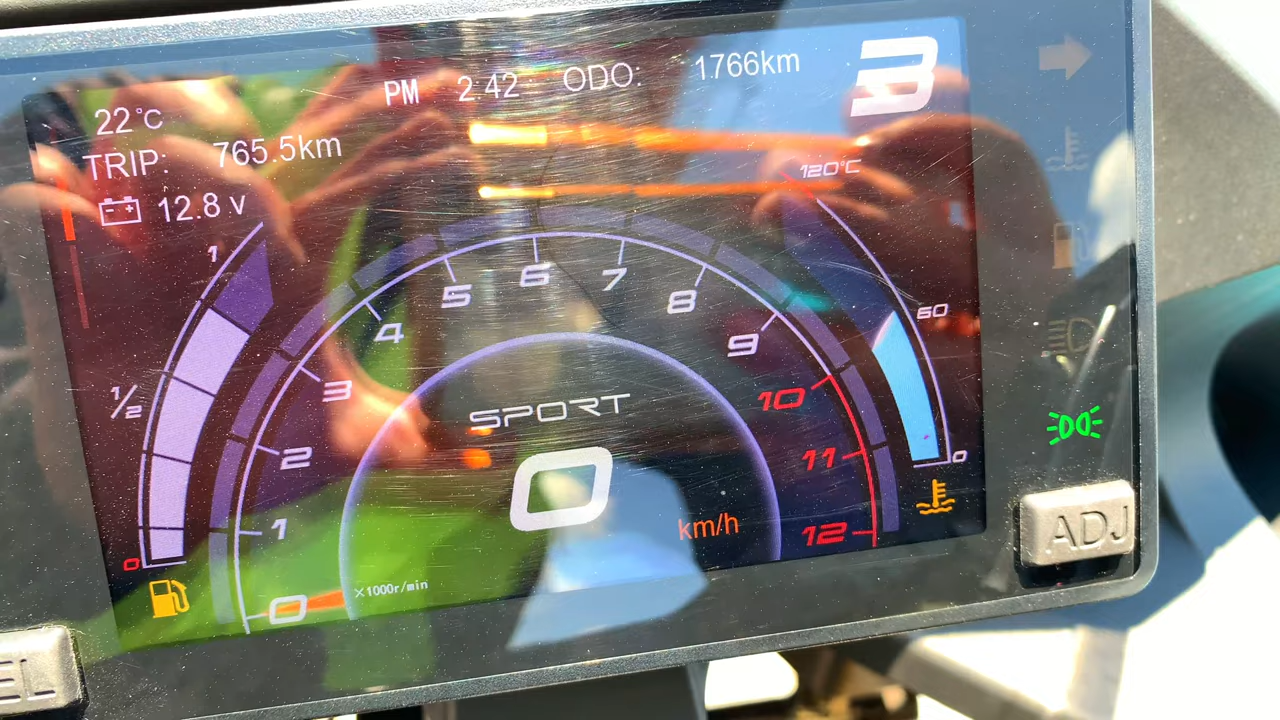 PM 2:42 ODO: 1766km
3
22°C
TRIP: 765.5km
12.8 v
1
1/2
0
0
1
2
3
4
5
6
7
8
9
10
11
12
×1000r/min
SPORT
0
km/h
120°C
60
0
ADJ
EL